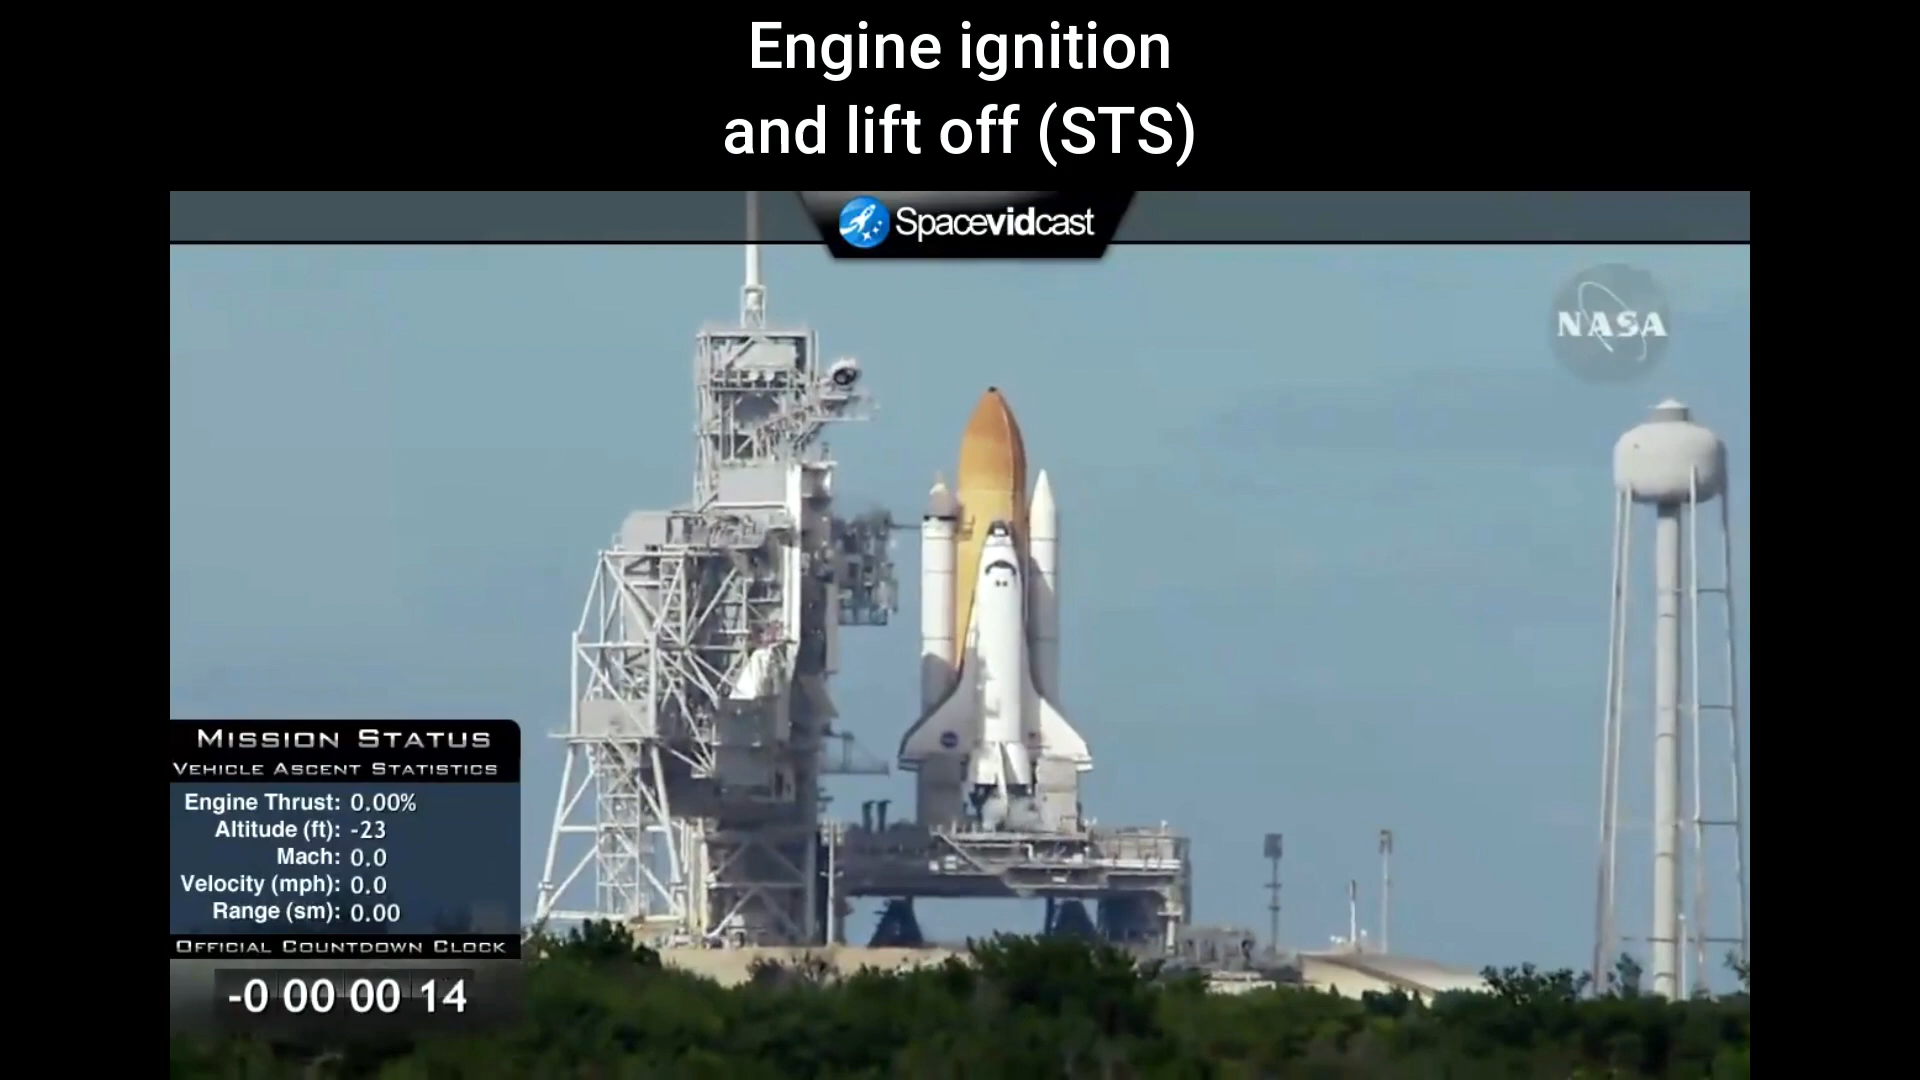 Engine ignition
and lift off (STS)
Spacevidcast
NASA
Mission Status
Vehicle Ascent Statistics
Engine Thrust: 0.00%
Altitude (ft): -23
Mach: 0.0
Velocity (mph): 0.0
Range (sm): 0.00
Official Countdown Clock
-0 00 00 14